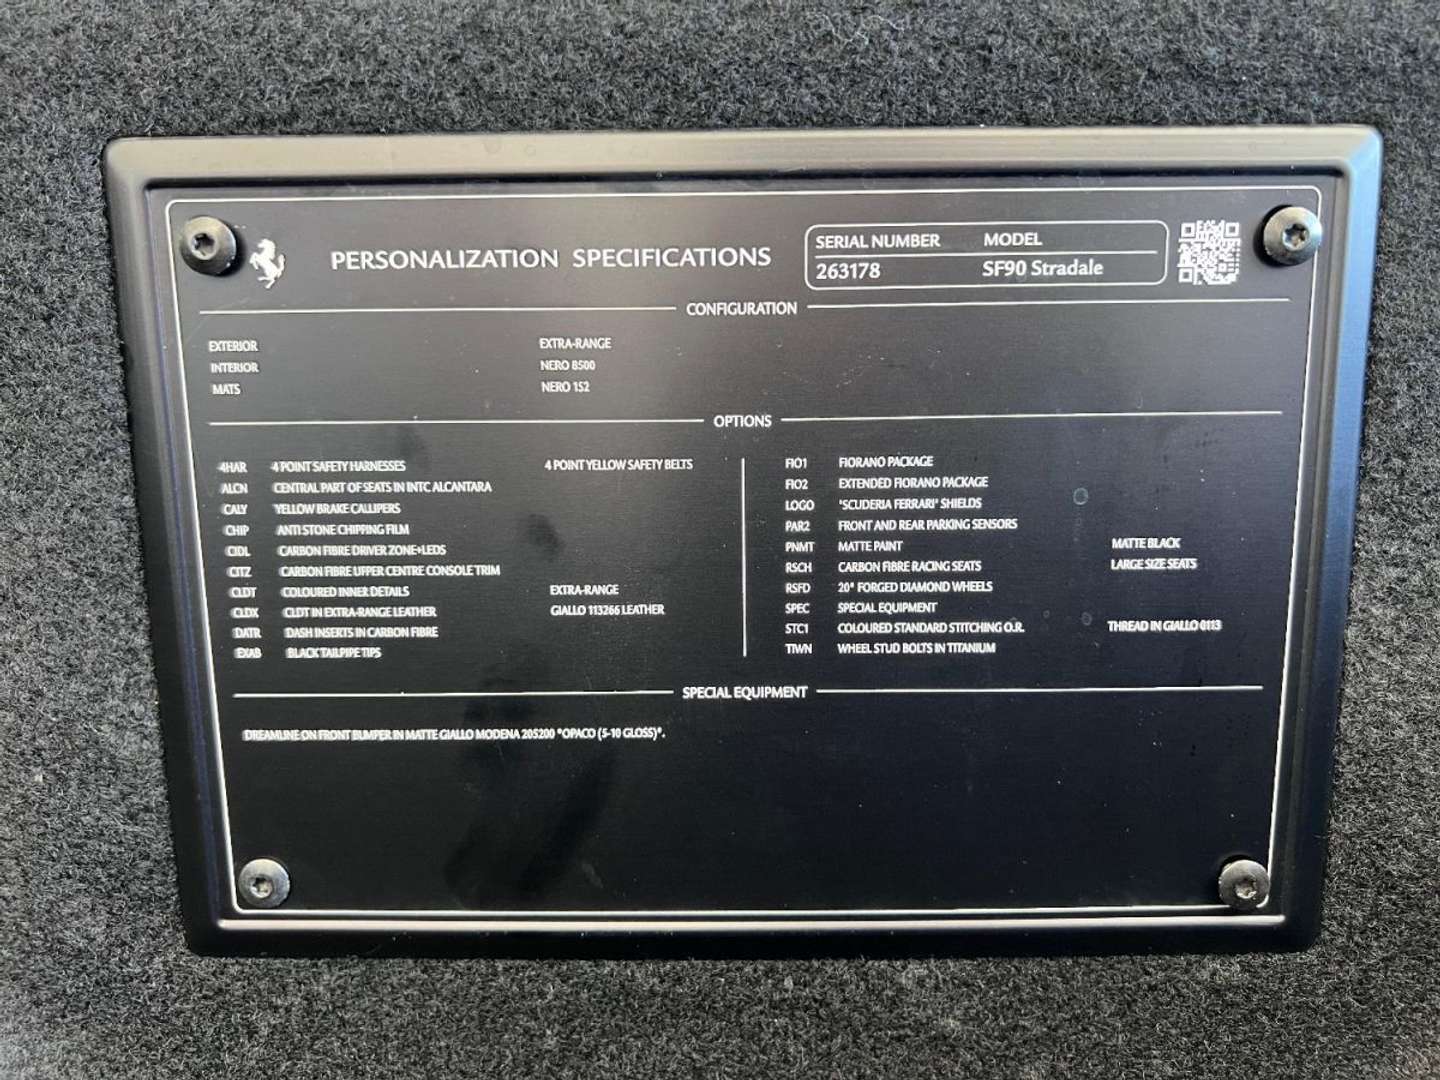 PERSONALIZATION SPECIFICATIONS
SERIAL NUMBER MODEL
263178 SF90 Stradale
CONFIGURATION
EXTERIOR EXTRA-RANGE
INTERIOR NERO 8500
MATS NERO 152
OPTIONS
4HAR 4 POINT SAFETY HARNESSES 4 POINT YELLOW SAFETY BELTS
ALCN CENTRAL PART OF SEATS IN INTC ALCANTARA
CALY YELLOW BRAKE CALLIPERS
CHIP ANTI STONE CHIPPING FILM
CIDL CARBON FIBRE DRIVER ZONE+LEDS
CITZ CARBON FIBRE UPPER CENTRE CONSOLE TRIM
CLDT COLOURED INNER DETAILS EXTRA-RANGE
CLDX CLDT IN EXTRA-RANGE LEATHER GIALLO 113266 LEATHER
DATR DASH INSERTS IN CARBON FIBRE
EXAB BLACK TAILPIPE TIPS
FIO1 FIORANO PACKAGE
FIO2 EXTENDED FIORANO PACKAGE
LOGO "SCUDERIA FERRARI" SHIELDS
PAR2 FRONT AND REAR PARKING SENSORS
PNMT MATTE PAINT MATTE BLACK
RSCH CARBON FIBRE RACING SEATS LARGE SIZE SEATS
RSFD 20" FORGED DIAMOND WHEELS
SPEC SPECIAL EQUIPMENT
STC1 COLOURED STANDARD STITCHING O.R. THREAD IN GIALLO 0113
TIWN WHEEL STUD BOLTS IN TITANIUM
SPECIAL EQUIPMENT
DREAMLINE ON FRONT BUMPER IN MATTE GIALLO MODENA 205200 "OPACO (5-10 GLOSS)".